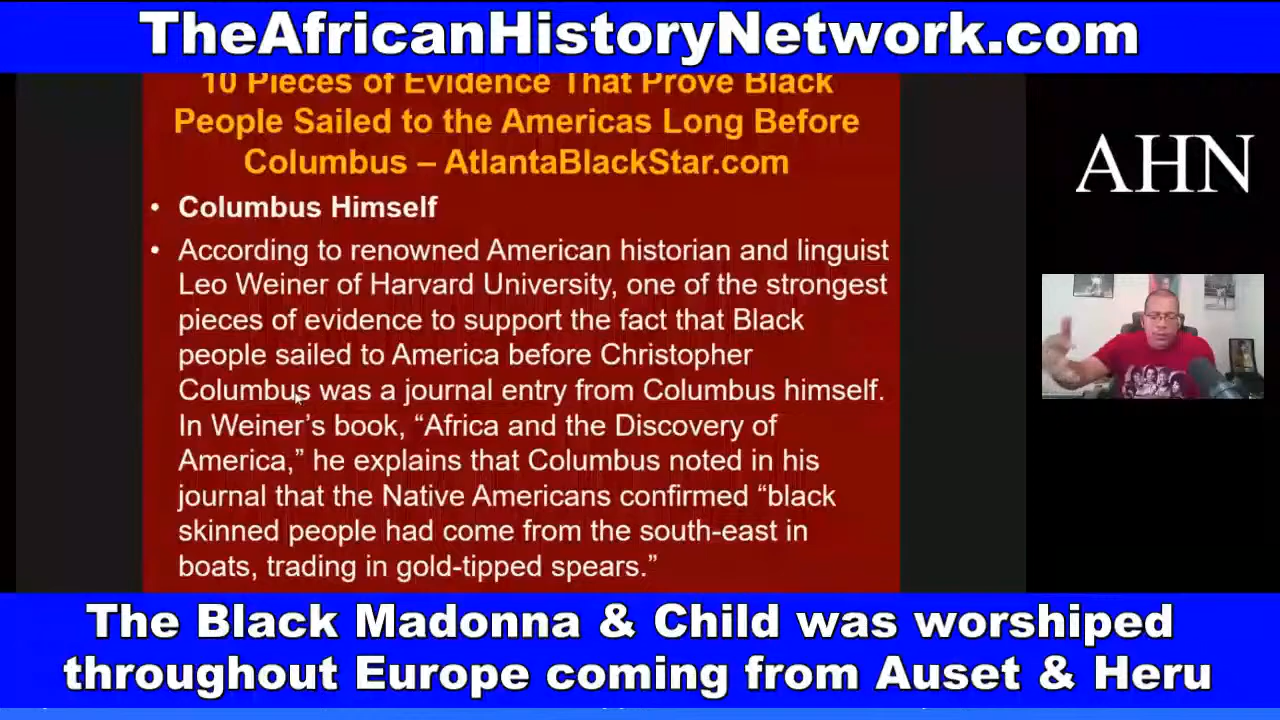 TheAfricanHistoryNetwork.com
10 Pieces of Evidence That Prove Black
People Sailed to the Americas Long Before
Columbus – AtlantaBlackStar.com
AHN
• Columbus Himself
• According to renowned American historian and linguist
Leo Weiner of Harvard University, one of the strongest
pieces of evidence to support the fact that Black
people sailed to America before Christopher
Columbus was a journal entry from Columbus himself.
In Weiner’s book, “Africa and the Discovery of
America,” he explains that Columbus noted in his
journal that the Native Americans confirmed “black
skinned people had come from the south-east in
boats, trading in gold-tipped spears.”
The Black Madonna & Child was worshiped
throughout Europe coming from Auset & Heru